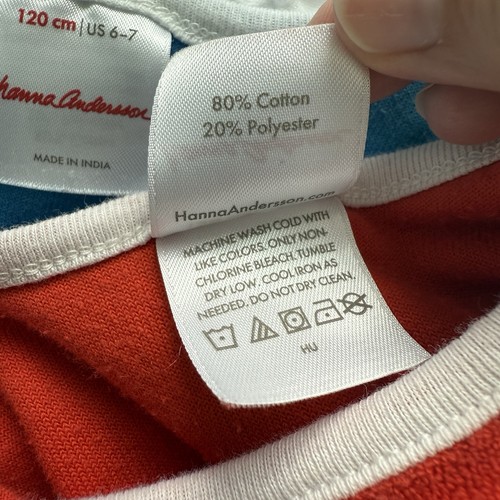 120 cm | US 6-7
hanna Andersson
MADE IN INDIA
80% Cotton
20% Polyester
HannaAndersson.com
MACHINE WASH COLD WITH
LIKE COLORS. ONLY NON-
CHLORINE BLEACH. TUMBLE
DRY LOW. COOL IRON AS
NEEDED. DO NOT DRY CLEAN.
HU